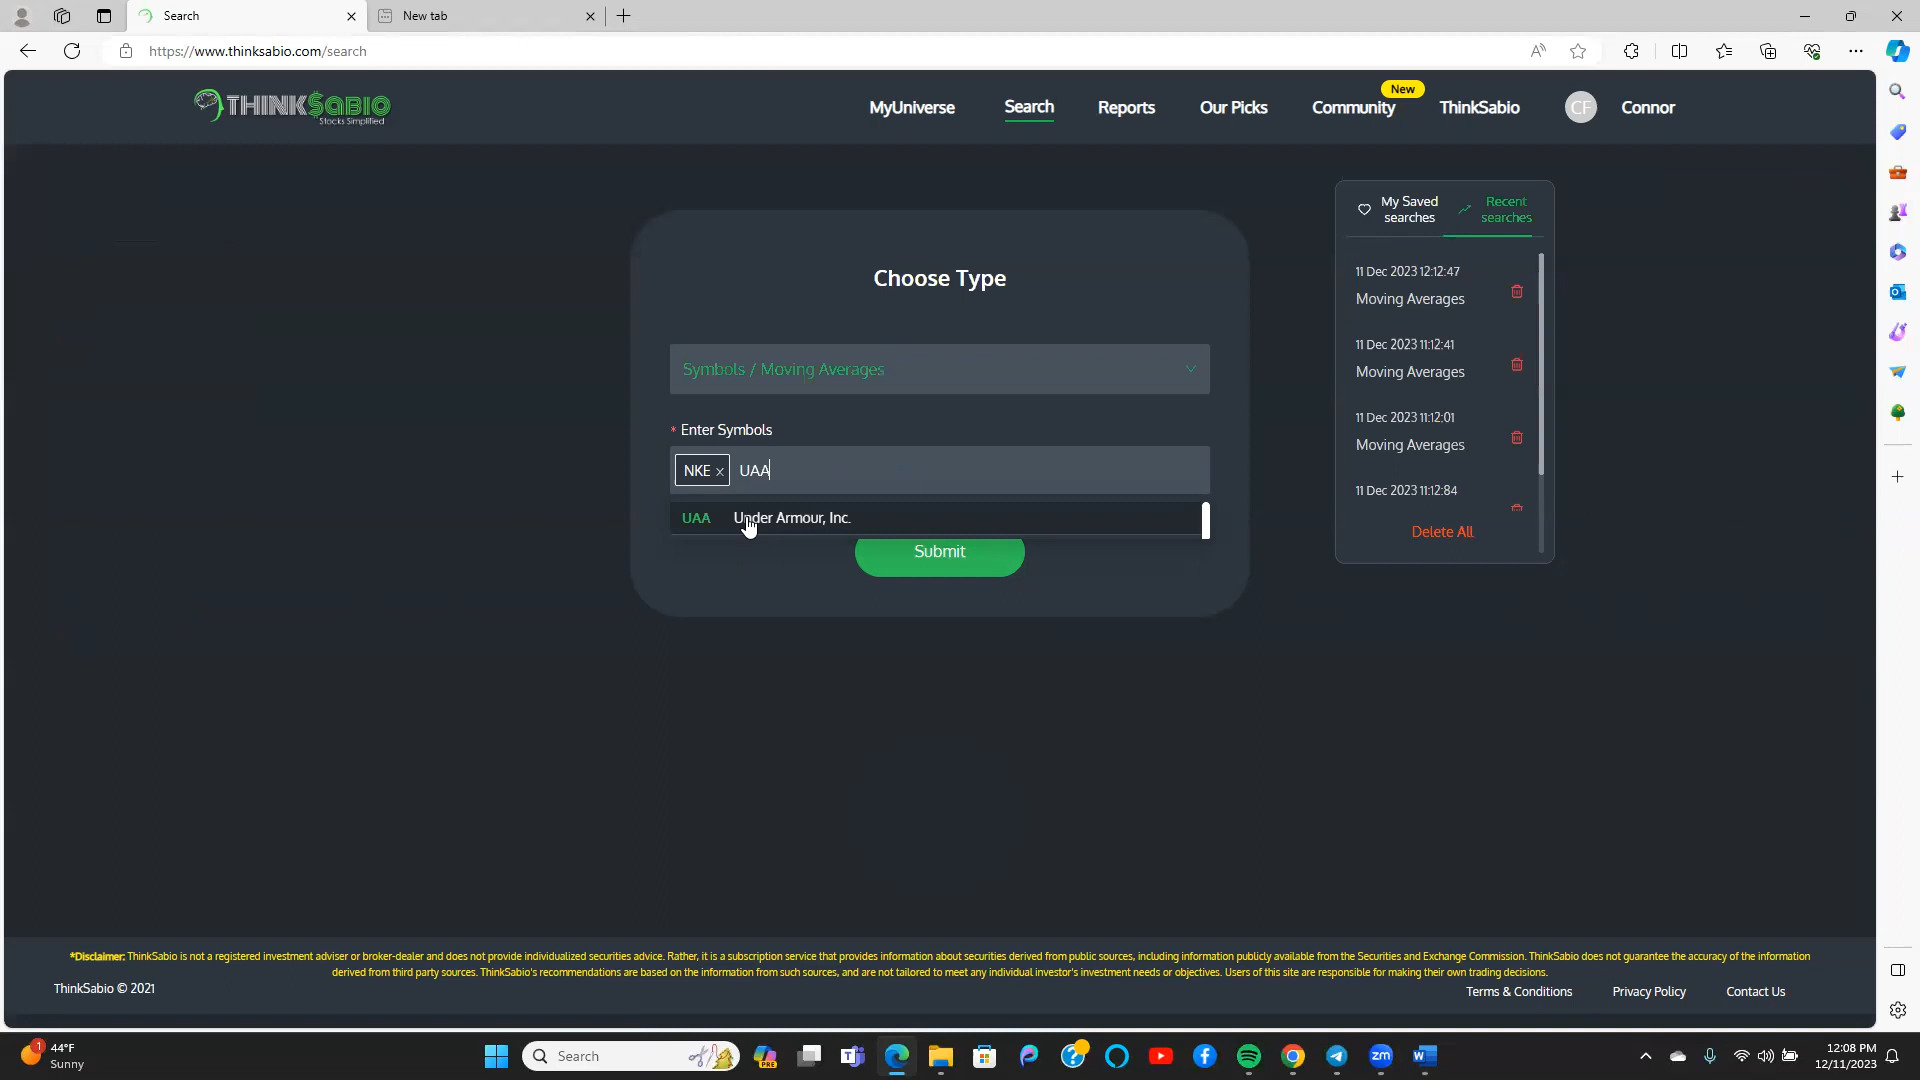 Search
New tab
https://www.thinksabio.com/search
THINK$ABIO
Stocks Simplified
MyUniverse
Search
Reports
Our Picks
New
Community
ThinkSabio
CF
Connor
Choose Type
Symbols / Moving Averages
* Enter Symbols
NKE x UAA
UAA Under Armour, Inc.
Submit
My Saved searches
Recent searches
11 Dec 2023 12:12:47
Moving Averages
11 Dec 2023 11:12:41
Moving Averages
11 Dec 2023 11:12:01
Moving Averages
11 Dec 2023 11:12:84
Delete All
*Disclaimer: ThinkSabio is not a registered investment adviser or broker-dealer and does not provide individualized securities advice. Rather, it is a subscription service that provides information about securities derived from public sources, including information publicly available from the Securities and Exchange Commission. ThinkSabio does not guarantee the accuracy of the information
derived from third party sources. ThinkSabio's recommendations are based on the information from such sources, and are not tailored to meet any individual investor's investment needs or objectives. Users of this site are responsible for making their own trading decisions.
ThinkSabio © 2021
Terms & Conditions
Privacy Policy
Contact Us
1
44°F
Sunny
Search
PRE
zm
W
12:08 PM
12/11/2023